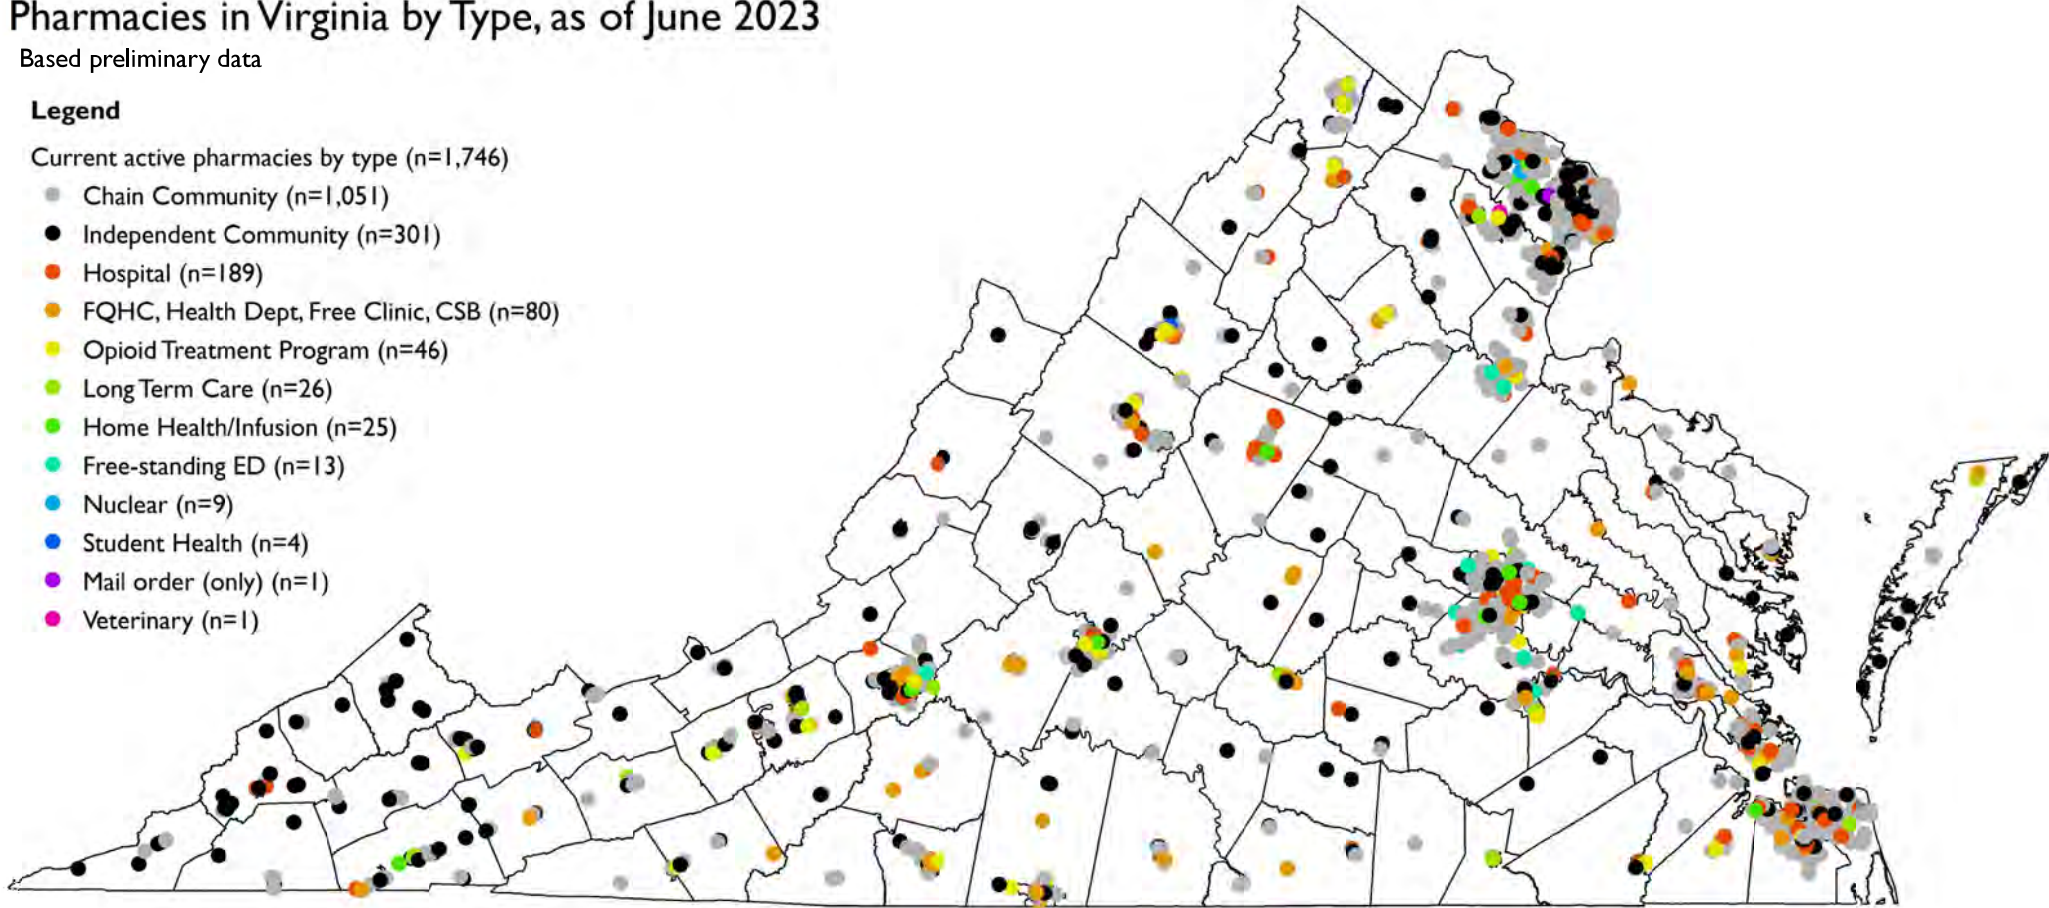 Pharmacies in Virginia by Type, as of June 2023
Based preliminary data
Legend
Current active pharmacies by type (n=1,746)
Chain Community (n=1,051)
Independent Community (n=301)
Hospital (n=189)
FQHC, Health Dept, Free Clinic, CSB (n=80)
Opioid Treatment Program (n=46)
Long Term Care (n=26)
Home Health/Infusion (n=25)
Free-standing ED (n=13)
Nuclear (n=9)
Student Health (n=4)
Mail order (only) (n=1)
Veterinary (n=1)